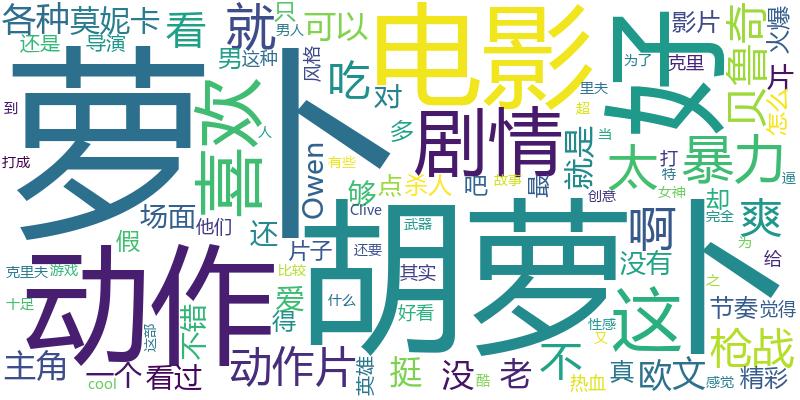 各种
莫妮卡
还是
导演
看
就
只
男人
可以
男
这种
风格
电影
好
影片
克里
为了
里夫
超
贝鲁奇
火爆
片
怎么
萝卜
喜欢
吃
对
剧情
多
就是
太
暴力
打
特
当
逼
到
打成
人
Owen
有些
够
点
杀人
吧
故事
最
创意
女神
却
完全
爽
场面
他们
还
Clive
武器
胡萝卜
啊
为
给
假
片子
还要
没有
克里夫
游戏
比较
其实
之
动作
十足
这部
不错
爱
得
什么
好看
这
性感
又
节奏
觉得
枪战
主角
一个
看过
cool
动作片
英雄
挺
没
酷
老
不
热血
真
欧文
感觉
精彩